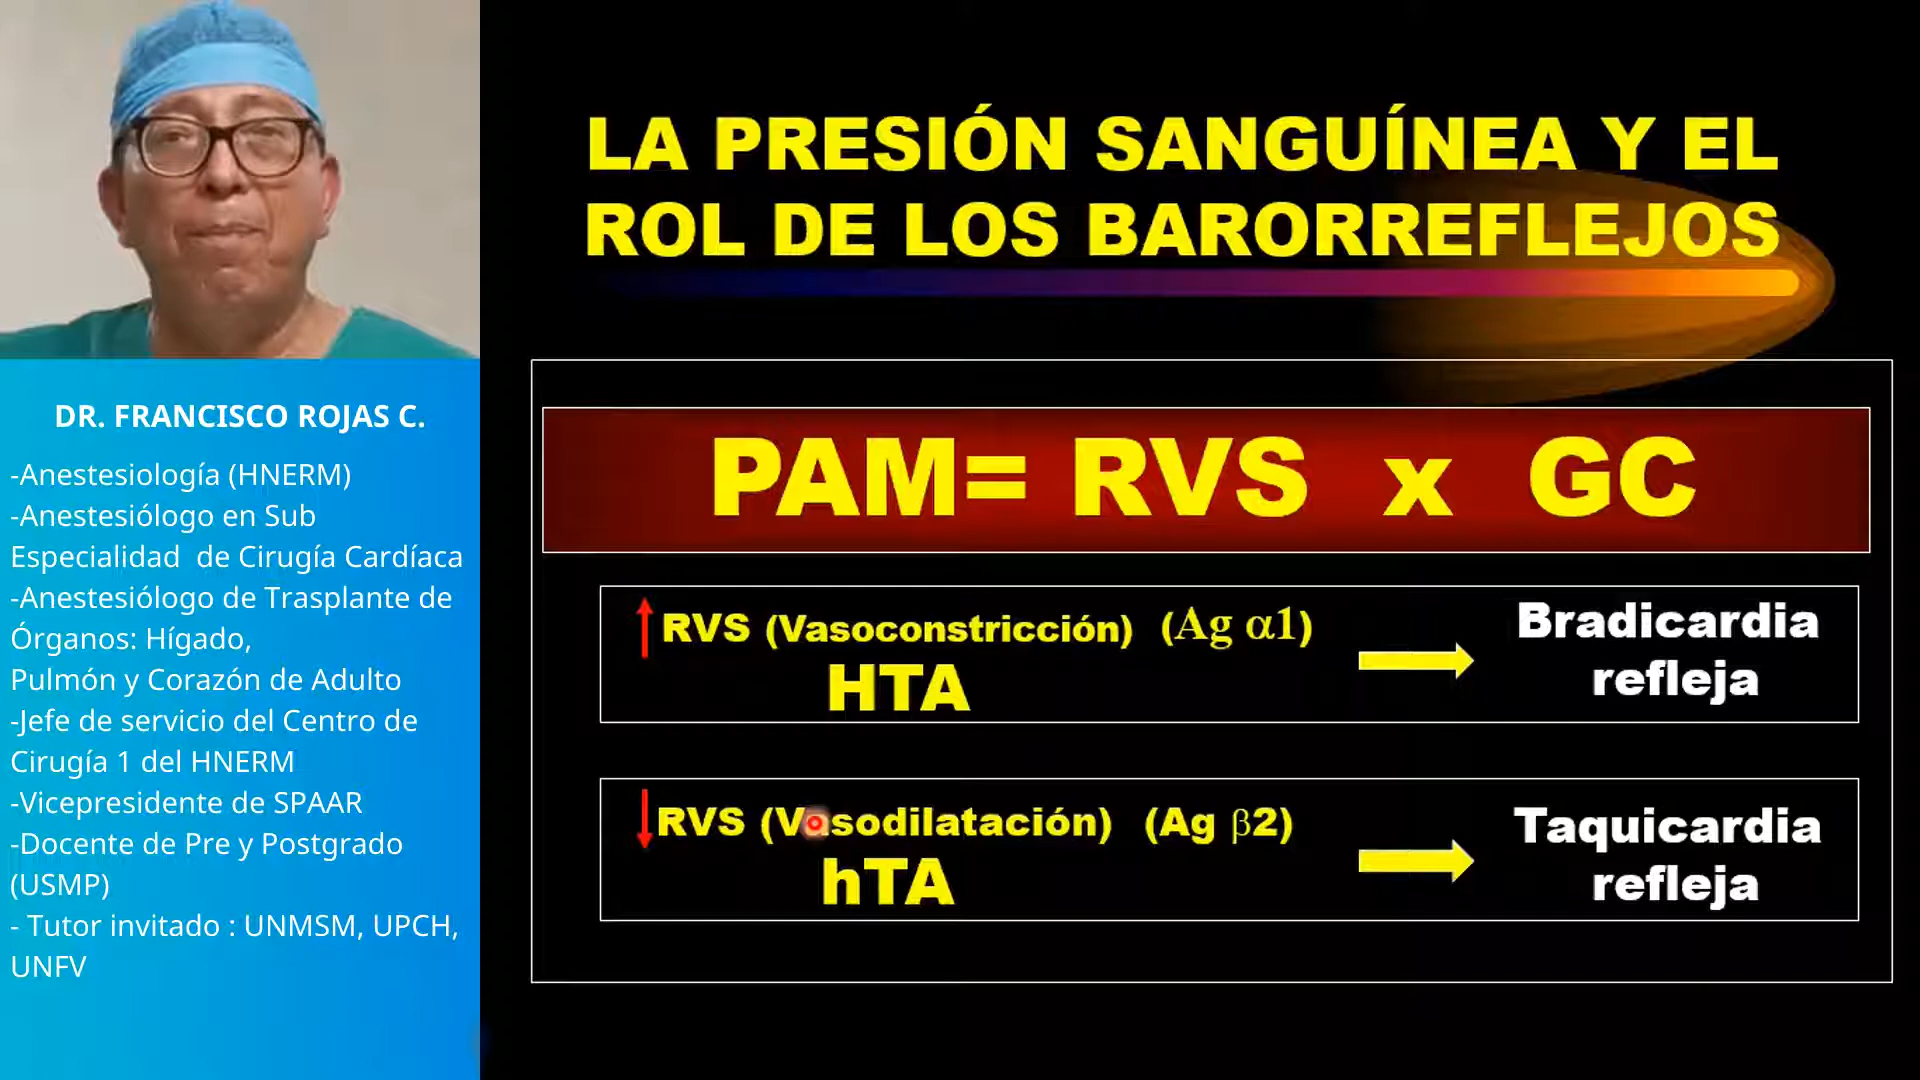 DR. FRANCISCO ROJAS C.
-Anestesiología (HNERM)
-Anestesiólogo en Sub
Especialidad de Cirugía Cardíaca
-Anestesiólogo de Trasplante de
Órganos: Hígado,
Pulmón y Corazón de Adulto
-Jefe de servicio del Centro de
Cirugía 1 del HNERM
-Vicepresidente de SPAAR
-Docente de Pre y Postgrado
(USMP)
- Tutor invitado : UNMSM, UPCH,
UNFV
LA PRESIÓN SANGUÍNEA Y EL
ROL DE LOS BARORREFLEJOS
PAM= RVS x GC
RVS (Vasoconstricción) (Ag α1)
HTA
Bradicardia
refleja
RVS (Vasodilatación) (Ag β2)
hTA
Taquicardia
refleja